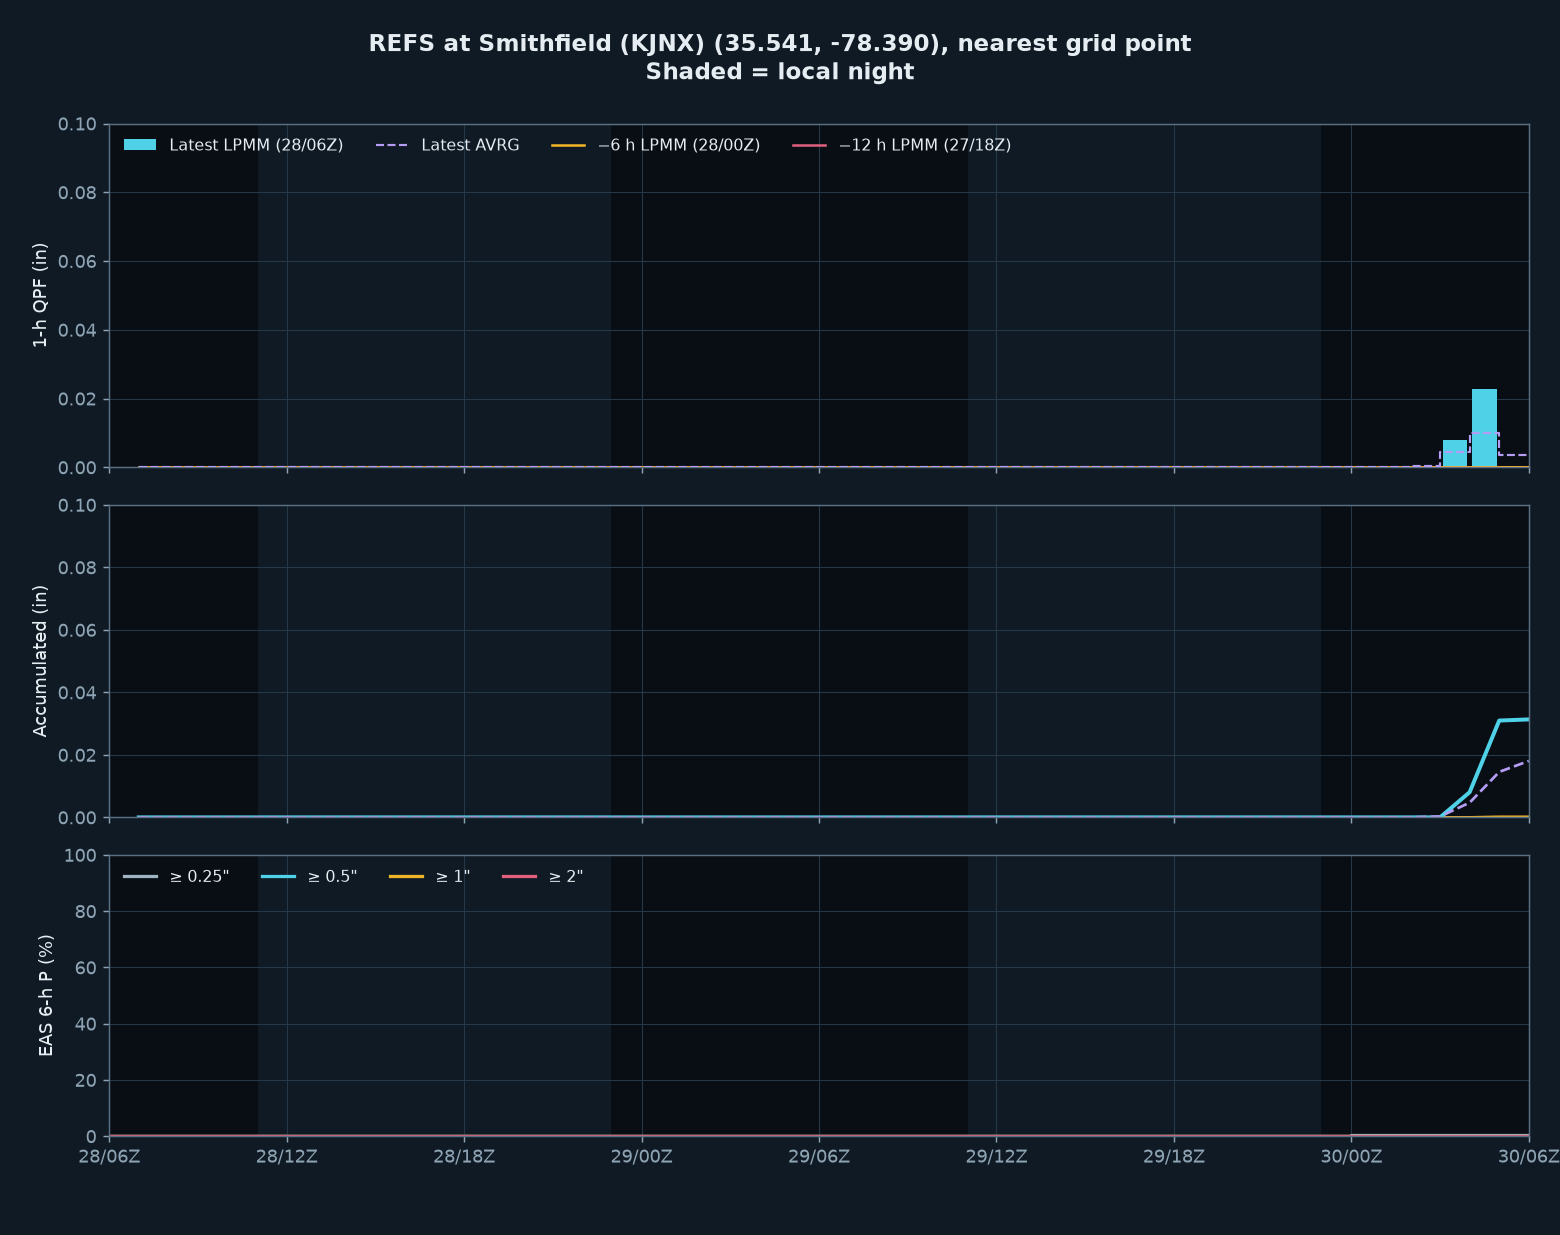 REFS at Smithfield (KJNX) (35.541, -78.390), nearest grid point
Shaded = local night
Latest LPMM (28/06Z) Latest AVRG −6 h LPMM (28/00Z) −12 h LPMM (27/18Z)
1-h QPF (in)
0.10
0.08
0.06
0.04
0.02
0.00
Accumulated (in)
0.10
0.08
0.06
0.04
0.02
0.00
≥ 0.25" ≥ 0.5" ≥ 1" ≥ 2"
EAS 6-h P (%)
100
80
60
40
20
0
28/06Z 28/12Z 28/18Z 29/00Z 29/06Z 29/12Z 29/18Z 30/00Z 30/06Z